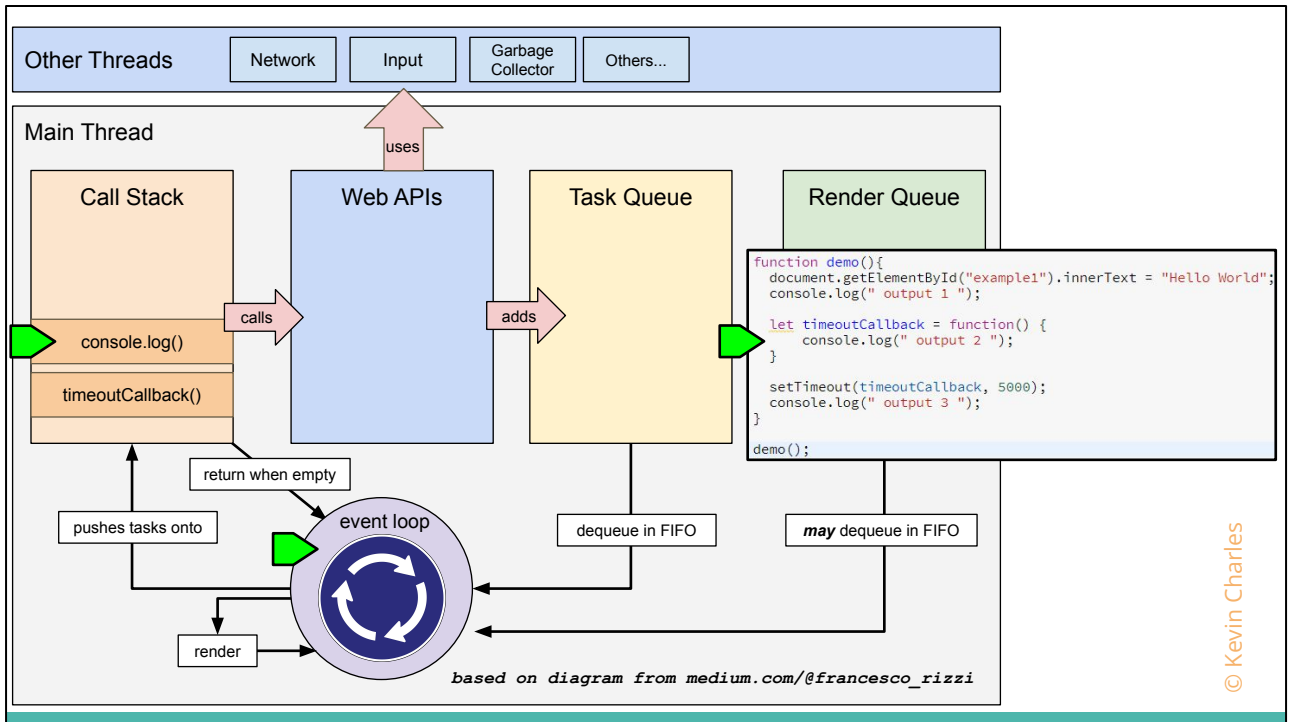 Other Threads
Network
Input
Garbage
Collector
Others...
Main Thread
uses
Call Stack
Web APIs
Task Queue
Render Queue
calls
adds
console.log()
timeoutCallback()
function demo(){
  document.getElementById("example1").innerText = "Hello World";
  console.log(" output 1 ");
  let timeoutCallback = function() {
      console.log(" output 2 ");
  }
  setTimeout(timeoutCallback, 5000);
  console.log(" output 3 ");
}
demo();
return when empty
pushes tasks onto
event loop
dequeue in FIFO
may dequeue in FIFO
render
based on diagram from medium.com/@francesco_rizzi
© Kevin Charles